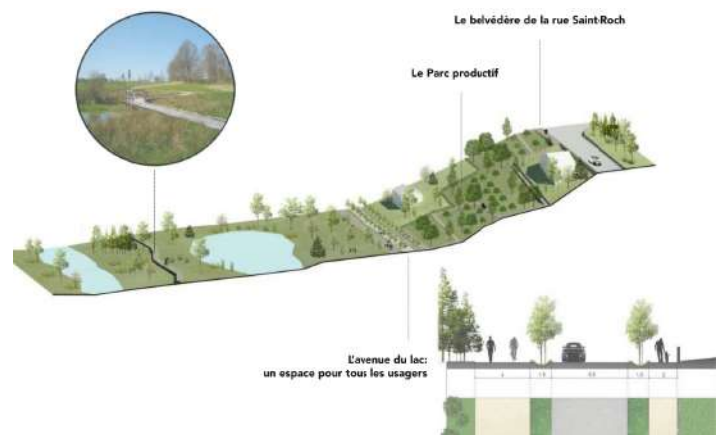 Le belvédère de la rue Saint-Roch
Le Parc productif
L'avenue du lac:
un espace pour tous les usagers